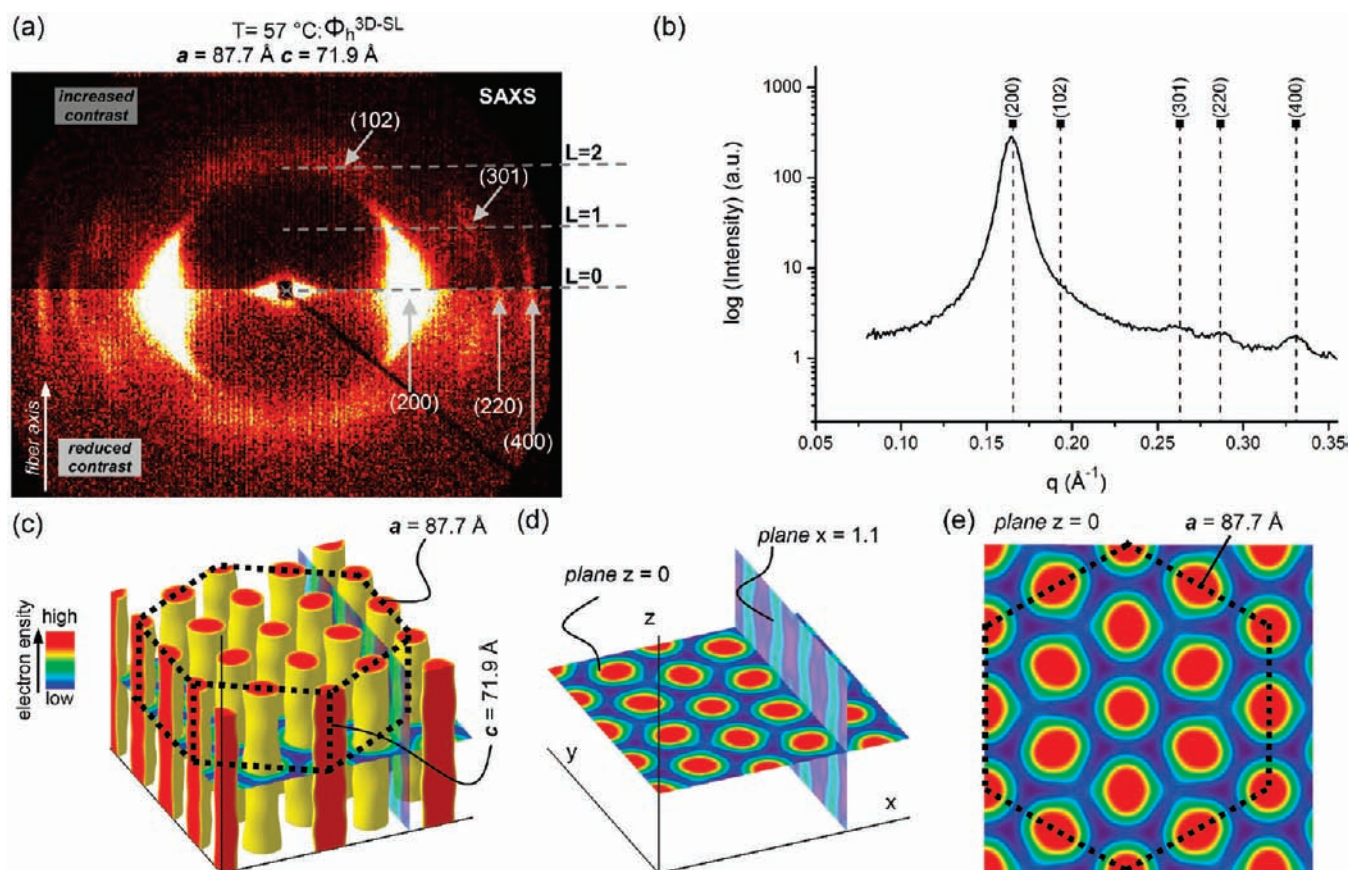 (a)
T= 57 °C: Φh3D-SL
a = 87.7 Å c = 71.9 Å
increased contrast
SAXS
(102)
L=2
(301)
L=1
L=0
(200)
(220)
(400)
fiber axis
reduced contrast
(b)
log (Intensity) (a.u.)
1000
100
10
1
(200)
(102)
(301)
(220)
(400)
0.05
0.10
0.15
0.20
0.25
0.30
0.35
q (Å-1)
(c)
a = 87.7 Å
electron ensity
high
low
c = 71.9 Å
(d)
plane x = 1.1
plane z = 0
z
y
x
(e)
plane z = 0
a = 87.7 Å